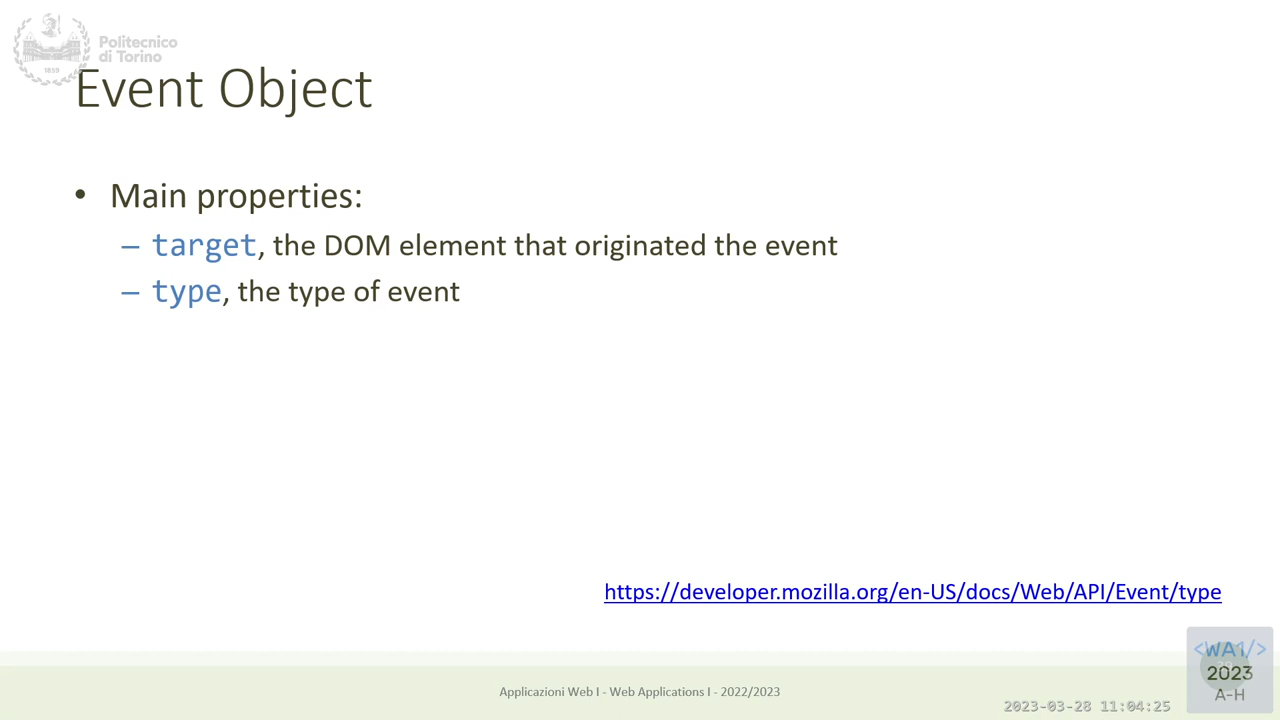 Politecnico
di Torino
1859
Event Object
• Main properties:
– target, the DOM element that originated the event
– type, the type of event
https://developer.mozilla.org/en-US/docs/Web/API/Event/type
<WA1/>
2023
A-H
Applicazioni Web I - Web Applications I - 2022/2023
2023-03-28 11:04:25